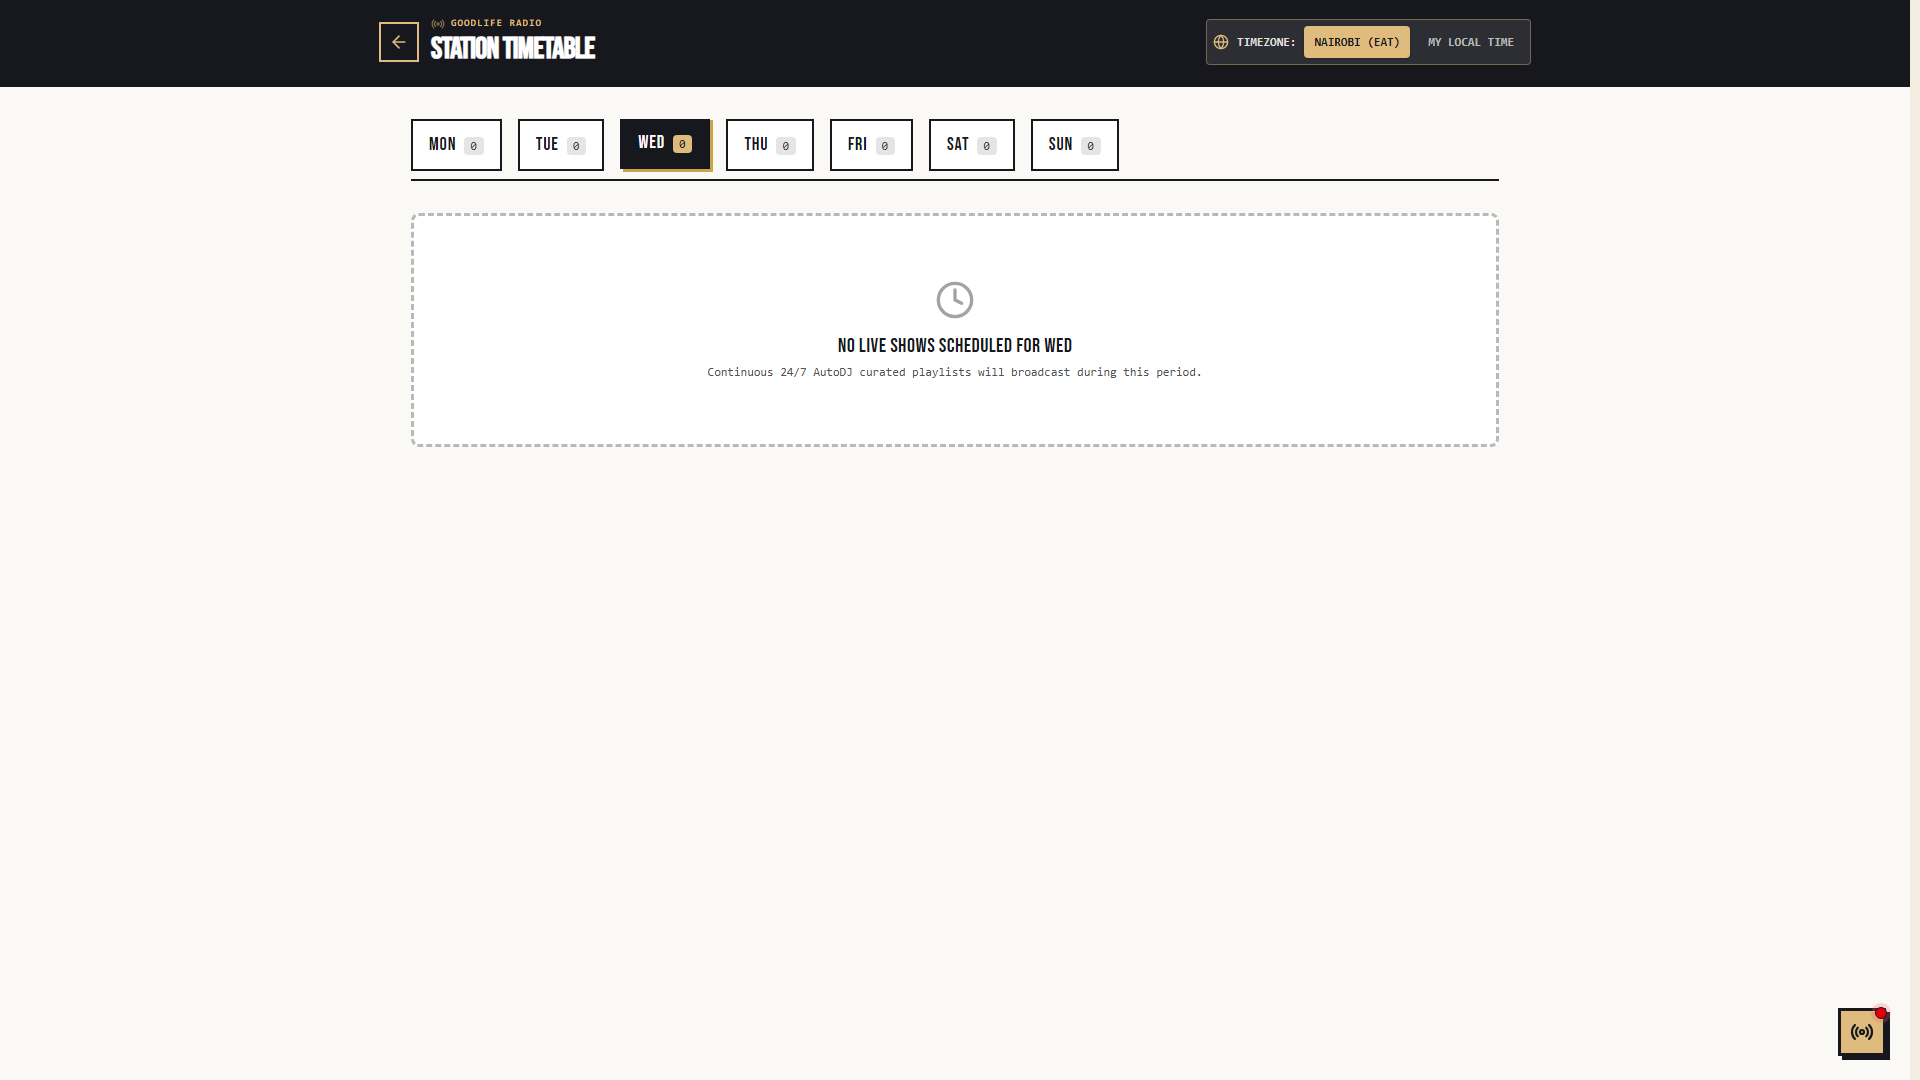 GOODLIFE RADIO
STATION TIMETABLE
TIMEZONE: NAIROBI (EAT) MY LOCAL TIME
MON 0 TUE 0 WED 0 THU 0 FRI 0 SAT 0 SUN 0
NO LIVE SHOWS SCHEDULED FOR WED
Continuous 24/7 AutoDJ curated playlists will broadcast during this period.